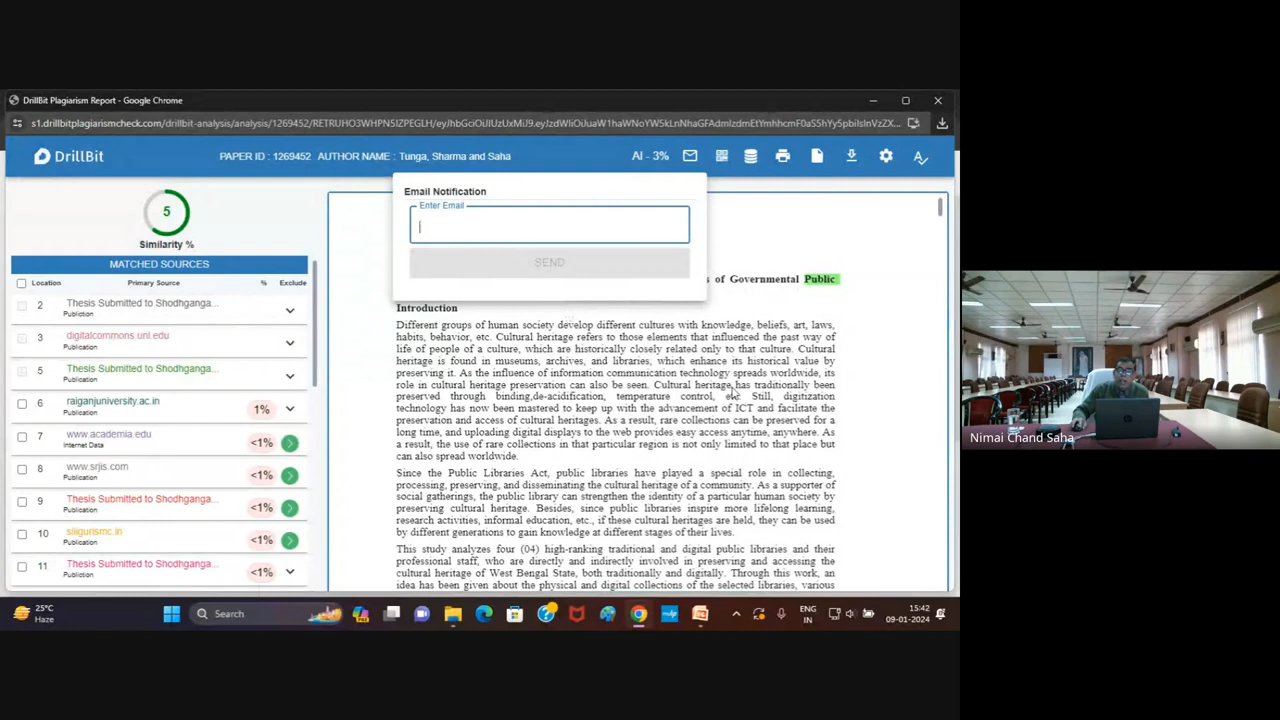 DrillBit Plagiarism Report - Google Chrome
DrillBit
PAPER ID : 1269452 AUTHOR NAME : Tunga, Sharma and Saha
AI - 3%
5
Similarity %
MATCHED SOURCES
Location Primary Source % Exclude
2 Thesis Submitted to Shodhganga...
Publication
3 digitalcommons.unl.edu
Publication
5 Thesis Submitted to Shodhganga...
Publication
6 raiganjuniversity.ac.in 1%
Publication
7 www.academia.edu <1%
Internet Data
8 www.srjis.com <1%
Publication
9 Thesis Submitted to Shodhganga... <1%
Publication
10 siligurismc.in <1%
Publication
11 Thesis Submitted to Shodhganga... <1%
Publication
Email Notification
Enter Email
SEND
s of Governmental Public
Introduction
Different groups of human society develop different cultures with knowledge, beliefs, art, laws,
habits, behavior, etc. Cultural heritage refers to those elements that influenced the past way of
life of people of a culture, which are historically closely related only to that culture. Cultural
heritage is found in museums, archives, and libraries, which enhance its historical value by
preserving it. As the influence of information communication technology spreads worldwide, its
role in cultural heritage preservation can also be seen. Cultural heritage has traditionally been
preserved through binding,de-acidification, temperature control, etc. Still, digitization
technology has now been mastered to keep up with the advancement of ICT and facilitate the
preservation and access of cultural heritages. As a result, rare collections can be preserved for a
long time, and uploading digital displays to the web provides easy access anytime, anywhere. As
a result, the use of rare collections in that particular region is not only limited to that place but
can also spread worldwide.
Since the Public Libraries Act, public libraries have played a special role in collecting,
processing, preserving, and disseminating the cultural heritage of a community. As a supporter of
social gatherings, the public library can strengthen the identity of a particular human society by
preserving cultural heritage. Besides, since public libraries inspire more lifelong learning,
research activities, informal education, etc., if these cultural heritages are held, they can be used
by different generations to gain knowledge at different stages of their lives.
This study analyzes four (04) high-ranking traditional and digital public libraries and their
professional staff, who are directly and indirectly involved in preserving and accessing the
cultural heritage of West Bengal State, both traditionally and digitally. Through this work, an
idea has been given about the physical and digital collections of the selected libraries, various
Nimai Chand Saha
25°C
Haze
Search
ENG
IN
15:42
09-01-2024